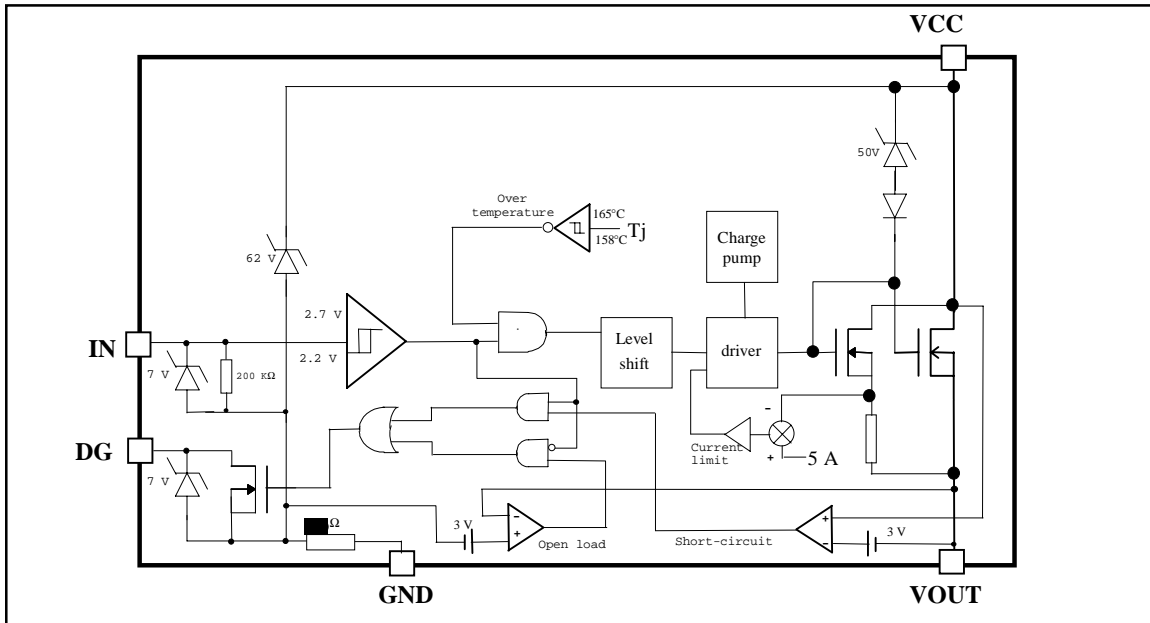 VCC
50V
Over
temperature
165°C
158°C
Tj
Charge
pump
62 V
2.7 V
2.2 V
IN
7 V
200 KΩ
Level
shift
driver
-
+
5 A
Current
limit
DG
7 V
Ω
3 V
-
+
Open load
Short-circuit
+
-
3 V
GND
VOUT